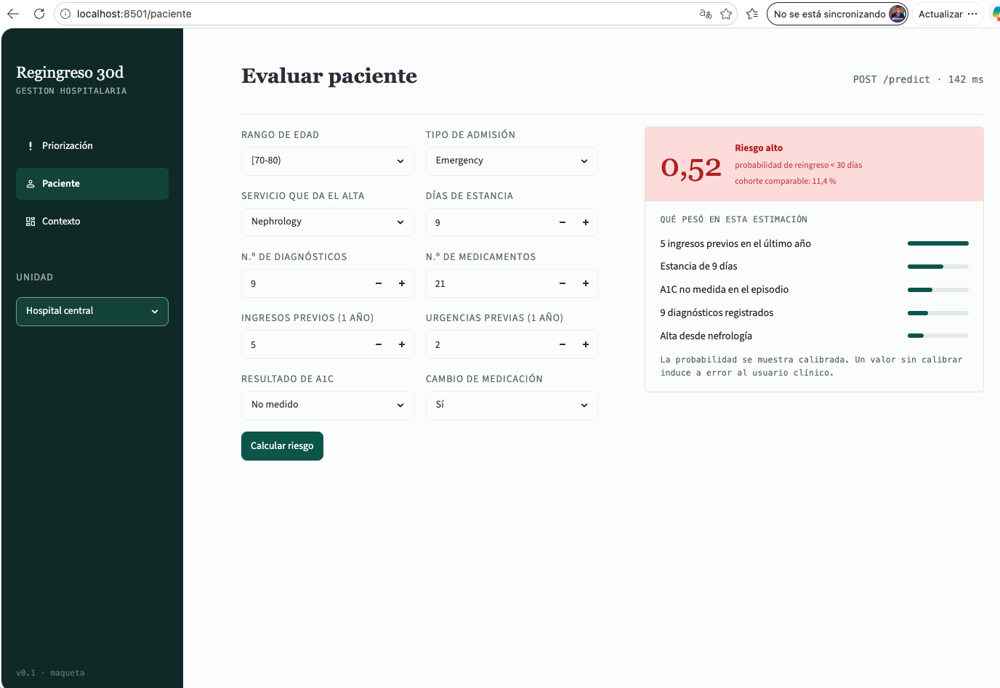 localhost:8501/paciente
No se está sincronizando
Actualizar
Regingreso 30d
GESTION HOSPITALARIA
Priorización
Paciente
Contexto
UNIDAD
Hospital central
v0.1 · maqueta
Evaluar paciente
POST /predict · 142 ms
RANGO DE EDAD
[70-80)
TIPO DE ADMISIÓN
Emergency
SERVICIO QUE DA EL ALTA
Nephrology
DÍAS DE ESTANCIA
9
N.º DE DIAGNÓSTICOS
9
N.º DE MEDICAMENTOS
21
INGRESOS PREVIOS (1 AÑO)
5
URGENCIAS PREVIAS (1 AÑO)
2
RESULTADO DE A1C
No medido
CAMBIO DE MEDICACIÓN
Sí
Calcular riesgo
0,52
Riesgo alto
probabilidad de reingreso < 30 días
cohorte comparable: 11,4 %
QUÉ PESÓ EN ESTA ESTIMACIÓN
5 ingresos previos en el último año
Estancia de 9 días
A1C no medida en el episodio
9 diagnósticos registrados
Alta desde nefrología
La probabilidad se muestra calibrada. Un valor sin calibrar
induce a error al usuario clínico.